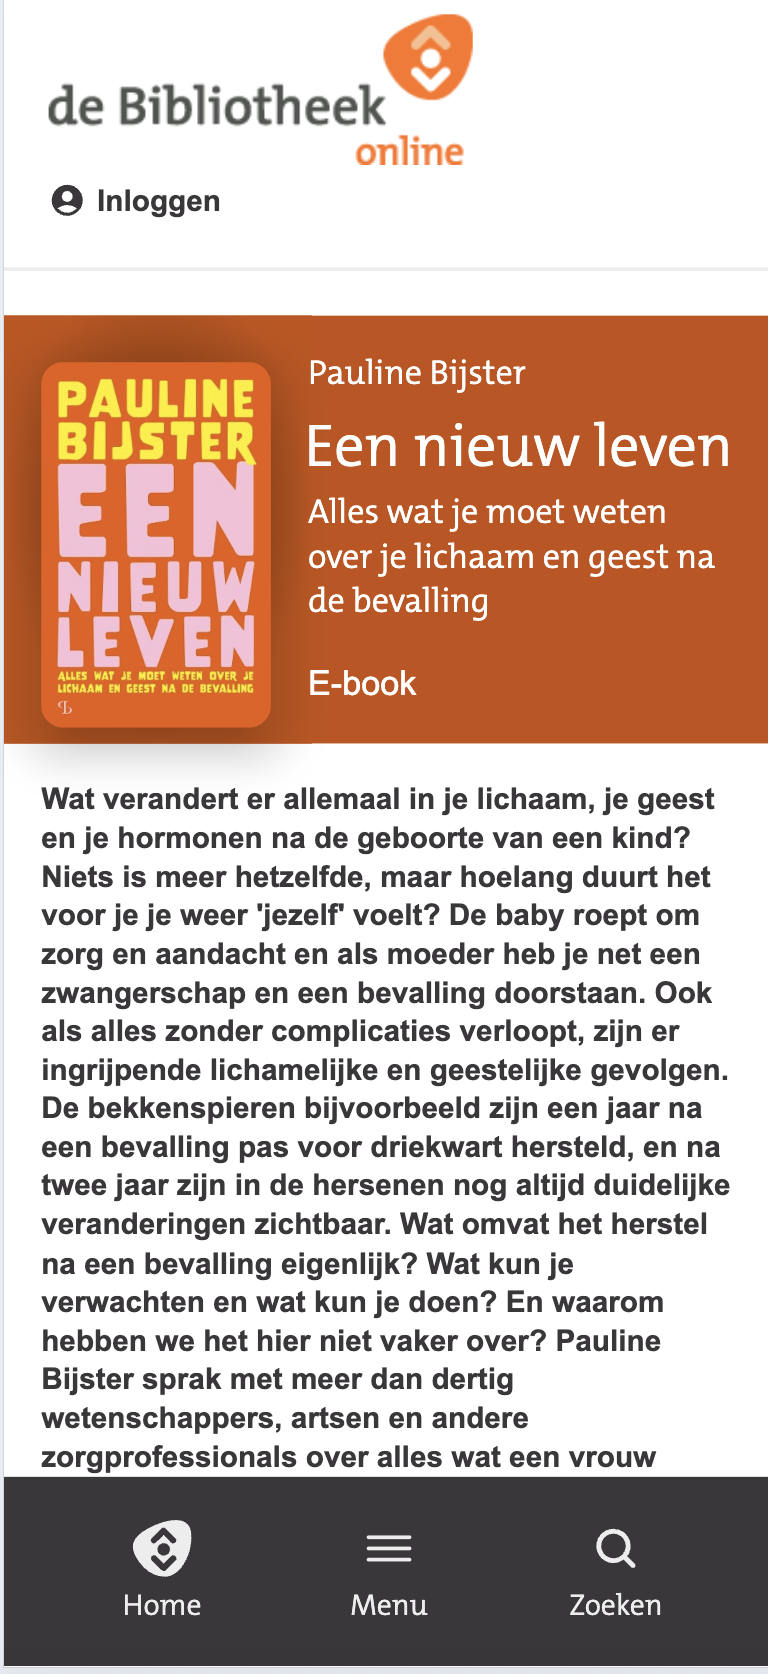 de Bibliotheek
online
Inloggen
PAULINE
BIJSTER
EEN
NIEUW
LEVEN
ALLES WAT JE MOET WETEN OVER JE
LICHAAM EN GEEST NA DE BEVALLING
Pauline Bijster
Een nieuw leven
Alles wat je moet weten
over je lichaam en geest na
de bevalling
E-book
Wat verandert er allemaal in je lichaam, je geest
en je hormonen na de geboorte van een kind?
Niets is meer hetzelfde, maar hoelang duurt het
voor je je weer 'jezelf' voelt? De baby roept om
zorg en aandacht en als moeder heb je net een
zwangerschap en een bevalling doorstaan. Ook
als alles zonder complicaties verloopt, zijn er
ingrijpende lichamelijke en geestelijke gevolgen.
De bekkenspieren bijvoorbeeld zijn een jaar na
een bevalling pas voor driekwart hersteld, en na
twee jaar zijn in de hersenen nog altijd duidelijke
veranderingen zichtbaar. Wat omvat het herstel
na een bevalling eigenlijk? Wat kun je
verwachten en wat kun je doen? En waarom
hebben we het hier niet vaker over? Pauline
Bijster sprak met meer dan dertig
wetenschappers, artsen en andere
zorgprofessionals over alles wat een vrouw
Home
Menu
Zoeken